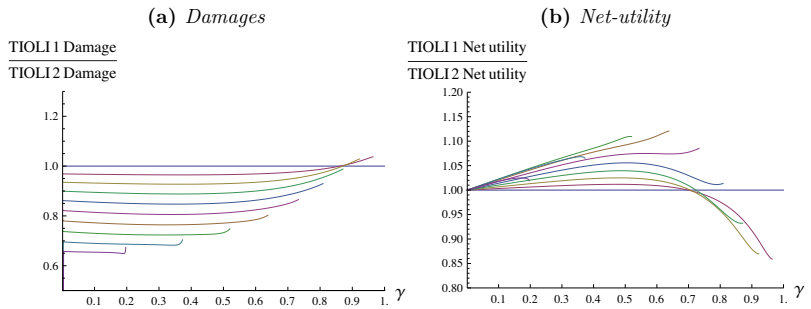 (a) Damages
(b) Net-utility
TIOLI 1 Damage
TIOLI 2 Damage
1.2
1.0
0.8
0.6
0.1 0.2 0.3 0.4 0.5 0.6 0.7 0.8 0.9 1. γ
TIOLI 1 Net utility
TIOLI 2 Net utility
1.20
1.15
1.10
1.05
1.00
0.95
0.90
0.85
0.80
0.1 0.2 0.3 0.4 0.5 0.6 0.7 0.8 0.9 1. γ